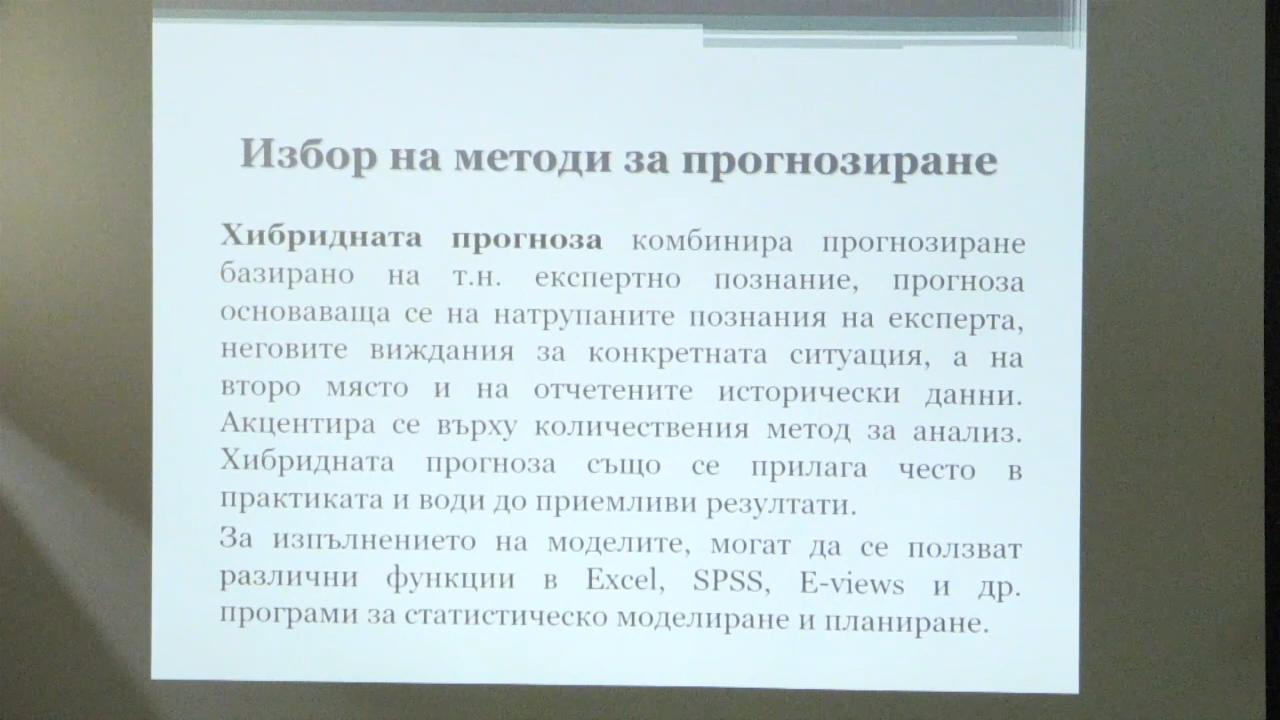 Избор на методи за прогнозиране
Хибридната прогноза комбинира прогнозиране
базирано на т.н. експертно познание, прогноза
основаваща се на натрупаните познания на експерта,
неговите виждания за конкретната ситуация, а на
второ място и на отчетените исторически данни.
Акцентира се върху количествения метод за анализ.
Хибридната прогноза също се прилага често в
практиката и води до приемливи резултати.
За изпълнението на моделите, могат да се ползват
различни функции в Excel, SPSS, E-views и др.
програми за статистическо моделиране и планиране.